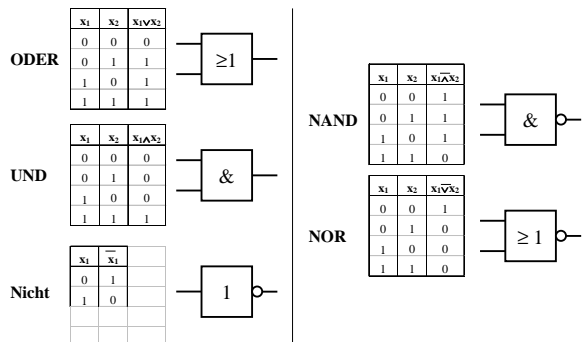 ODER
x₁ x₂ x₁∨x₂
0 0 0
0 1 1
1 0 1
1 1 1
≥1
UND
x₁ x₂ x₁∧x₂
0 0 0
0 1 0
1 0 0
1 1 1
&
Nicht
x₁ x̅₁
0 1
1 0
1
NAND
x₁ x₂ x₁⊼x₂
0 0 1
0 1 1
1 0 1
1 1 0
&
NOR
x₁ x₂ x₁⊽x₂
0 0 1
0 1 0
1 0 0
1 1 0
≥ 1